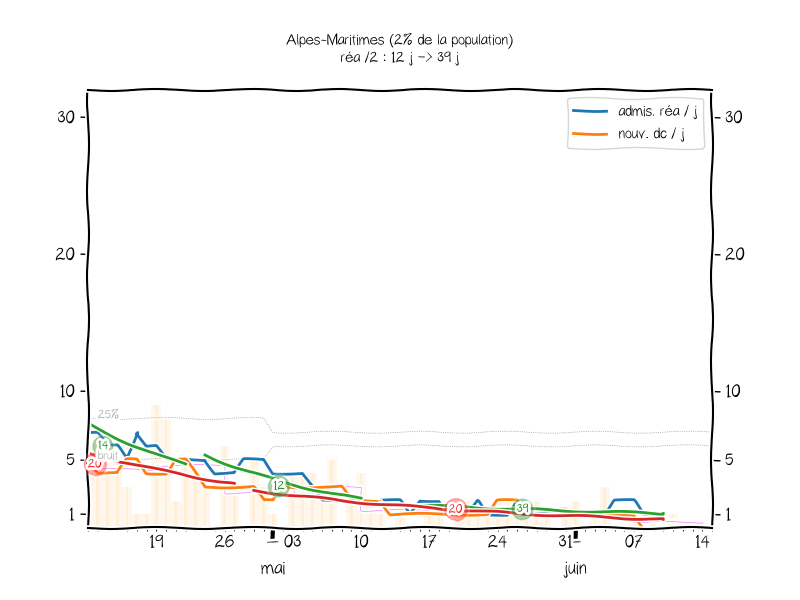 Alpes-Maritimes (2% de la population)
réa /2 : 12 j -> 39 j
admis. réa / j
nouv. dc / j
30
30
20
20
10
10
25%
14
bruit
5
5
20
12
20
39
1
1
19 26 03 10 17 24 31 07 14
mai juin